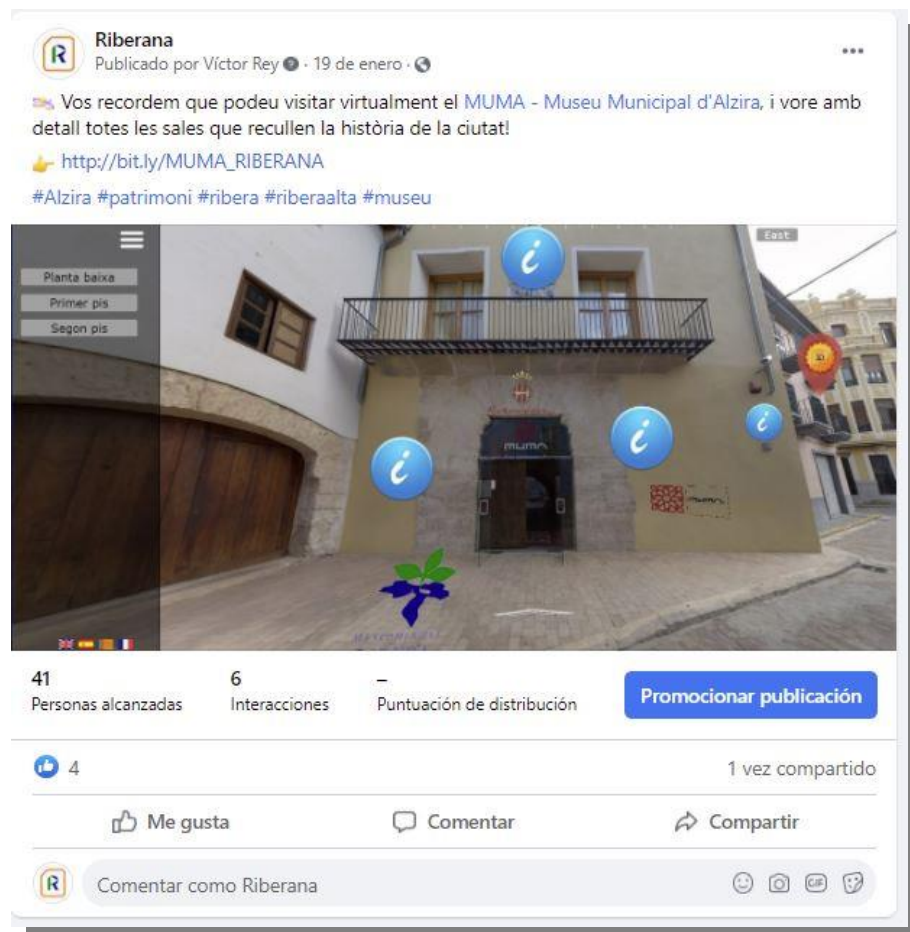 Riberana
Publicado por Víctor Rey · 19 de enero ·
Vos recordem que podeu visitar virtualment el MUMA - Museu Municipal d'Alzira, i vore amb
detall totes les sales que recullen la història de la ciutat!
http://bit.ly/MUMA_RIBERANA
#Alzira #patrimoni #ribera #riberaalta #museu
East
Planta baixa
Primer pis
Segon pis
muma
41
Personas alcanzadas
6
Interacciones
–
Puntuación de distribución
Promocionar publicación
4
1 vez compartido
Me gusta
Comentar
Compartir
R
Comentar como Riberana
GIF